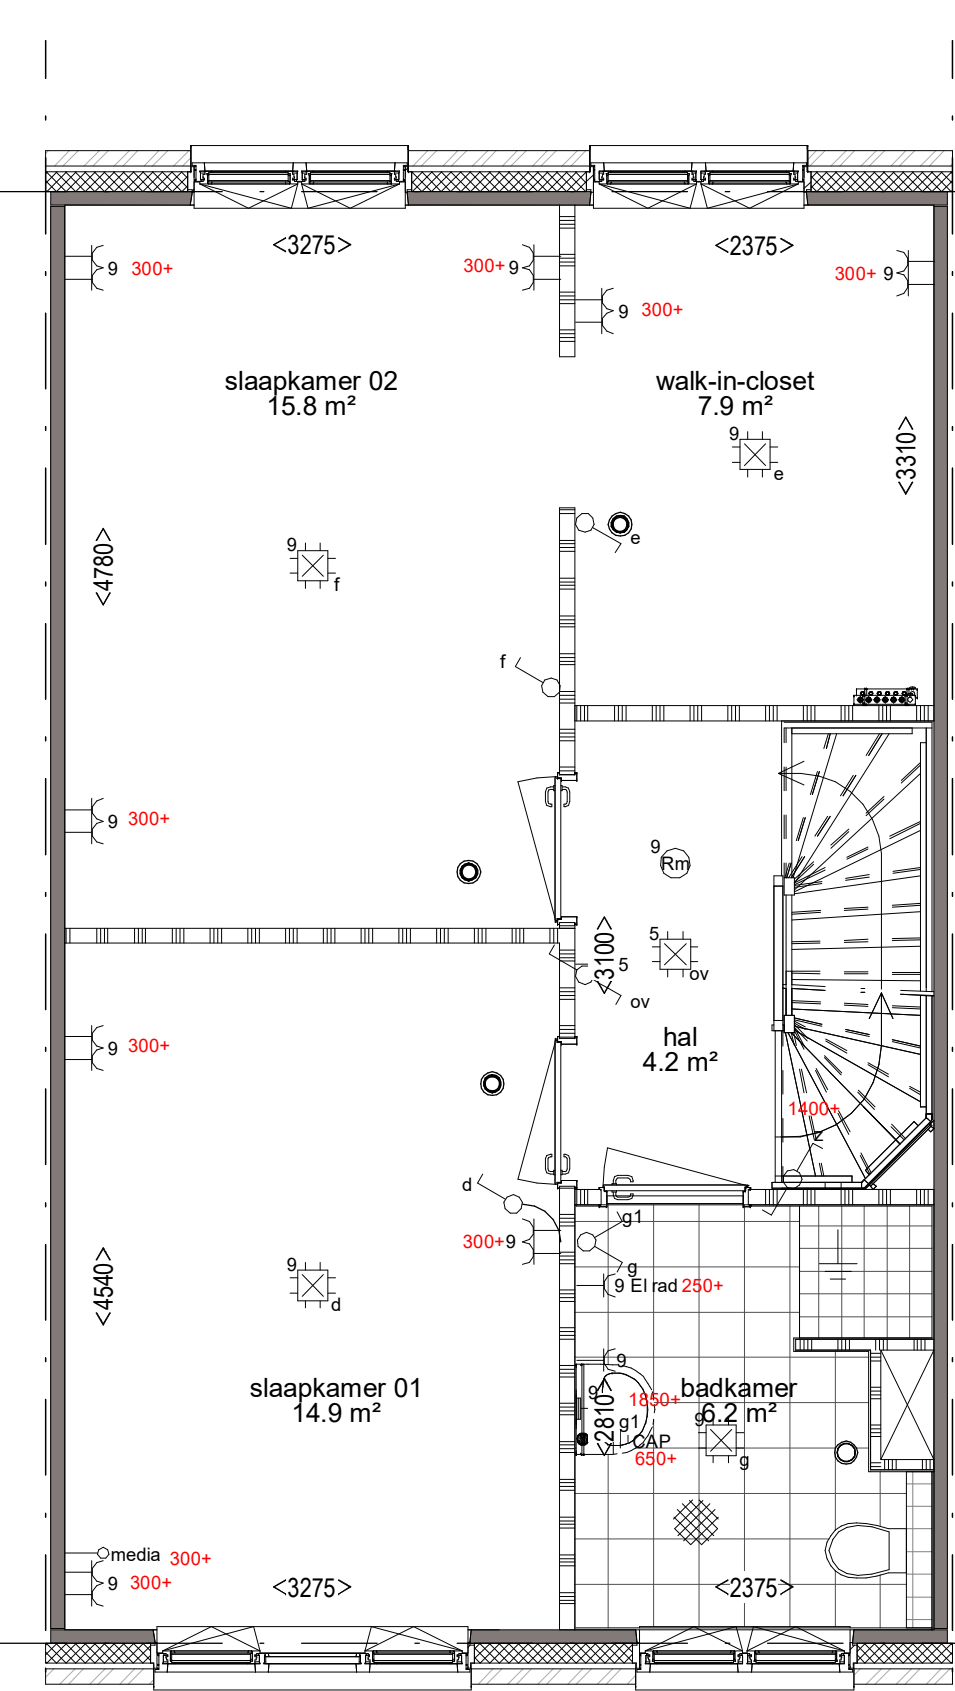 <3275>
<2375>
9 300+
300+ 9
300+ 9
9 300+
slaapkamer 02
15.8 m²
walk-in-closet
7.9 m²
9
e
<3310>
e
<4780>
9
f
f
9 300+
9
Rm
5
ov
<3100>
5
ov
9 300+
hal
4.2 m²
1400+
z
d
300+ 9
g1
g
9 El rad 250+
<4540>
9
d
9
slaapkamer 01
14.9 m²
badkamer
6.2 m²
9
1850+
<2810>
g1
CAP
650+
9
g
media 300+
9 300+
<3275>
<2375>